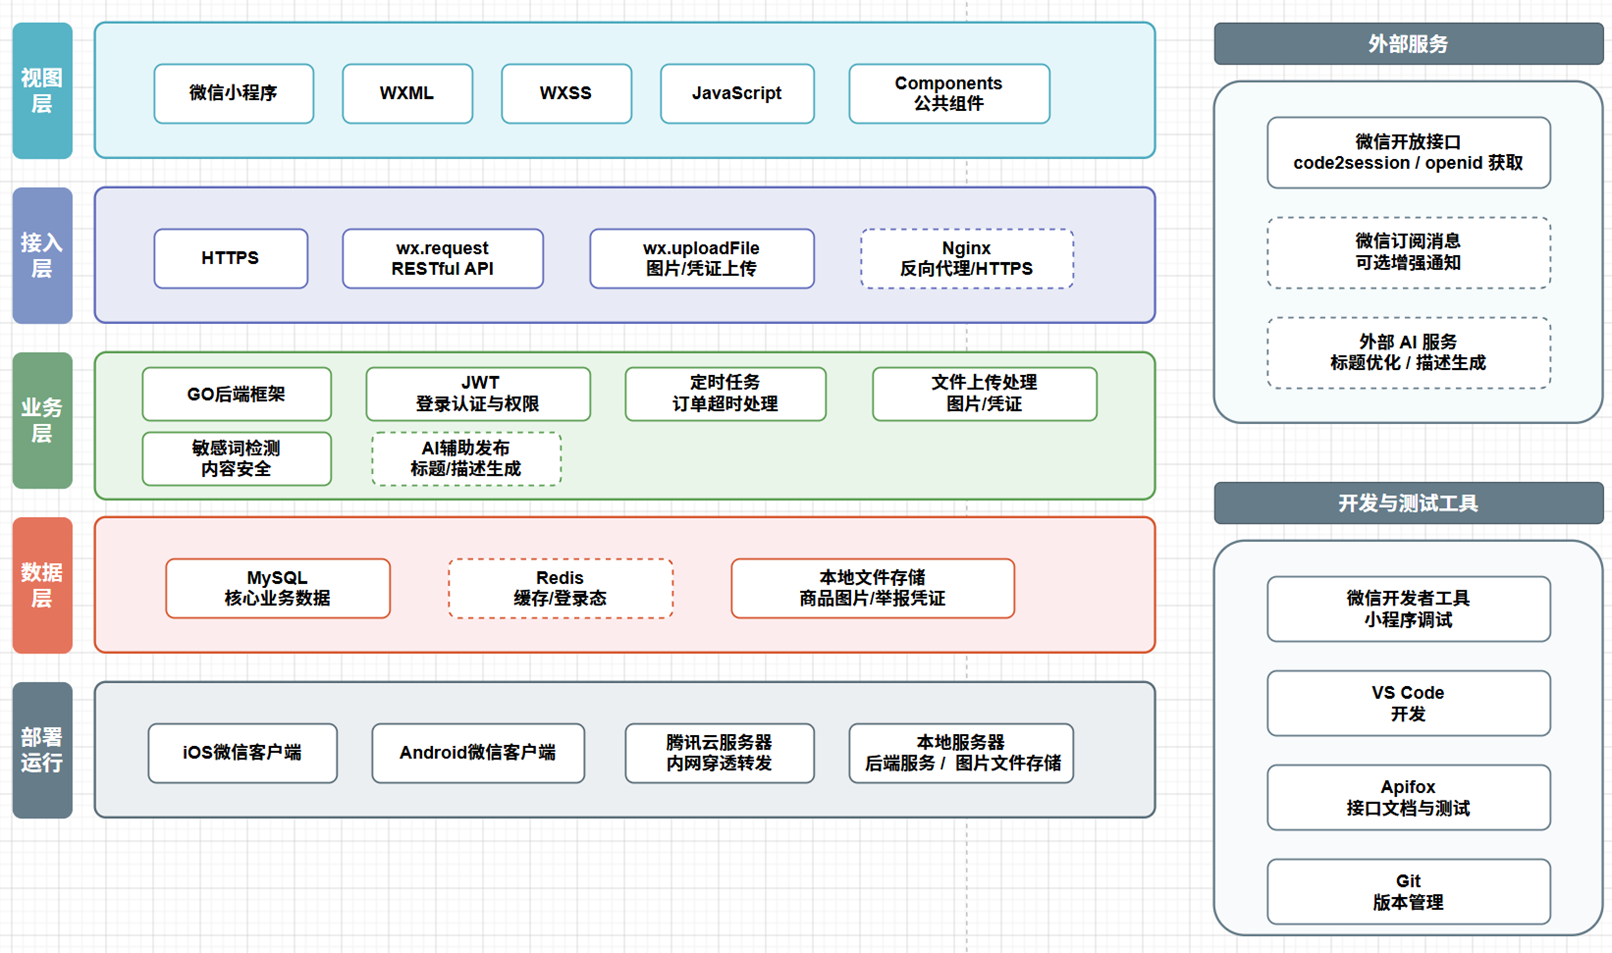 视图
层
微信小程序
WXML
WXSS
JavaScript
Components
公共组件
接入
层
HTTPS
wx.request
RESTful API
wx.uploadFile
图片/凭证上传
Nginx
反向代理/HTTPS
业务
层
GO后端框架
JWT
登录认证与权限
定时任务
订单超时处理
文件上传处理
图片/凭证
敏感词检测
内容安全
AI辅助发布
标题/描述生成
数据
层
MySQL
核心业务数据
Redis
缓存/登录态
本地文件存储
商品图片/举报凭证
部署
运行
iOS微信客户端
Android微信客户端
腾讯云服务器
内网穿透转发
本地服务器
后端服务 / 图片文件存储
外部服务
微信开放接口
code2session / openid 获取
微信订阅消息
可选增强通知
外部 AI 服务
标题优化 / 描述生成
开发与测试工具
微信开发者工具
小程序调试
VS Code
开发
Apifox
接口文档与测试
Git
版本管理